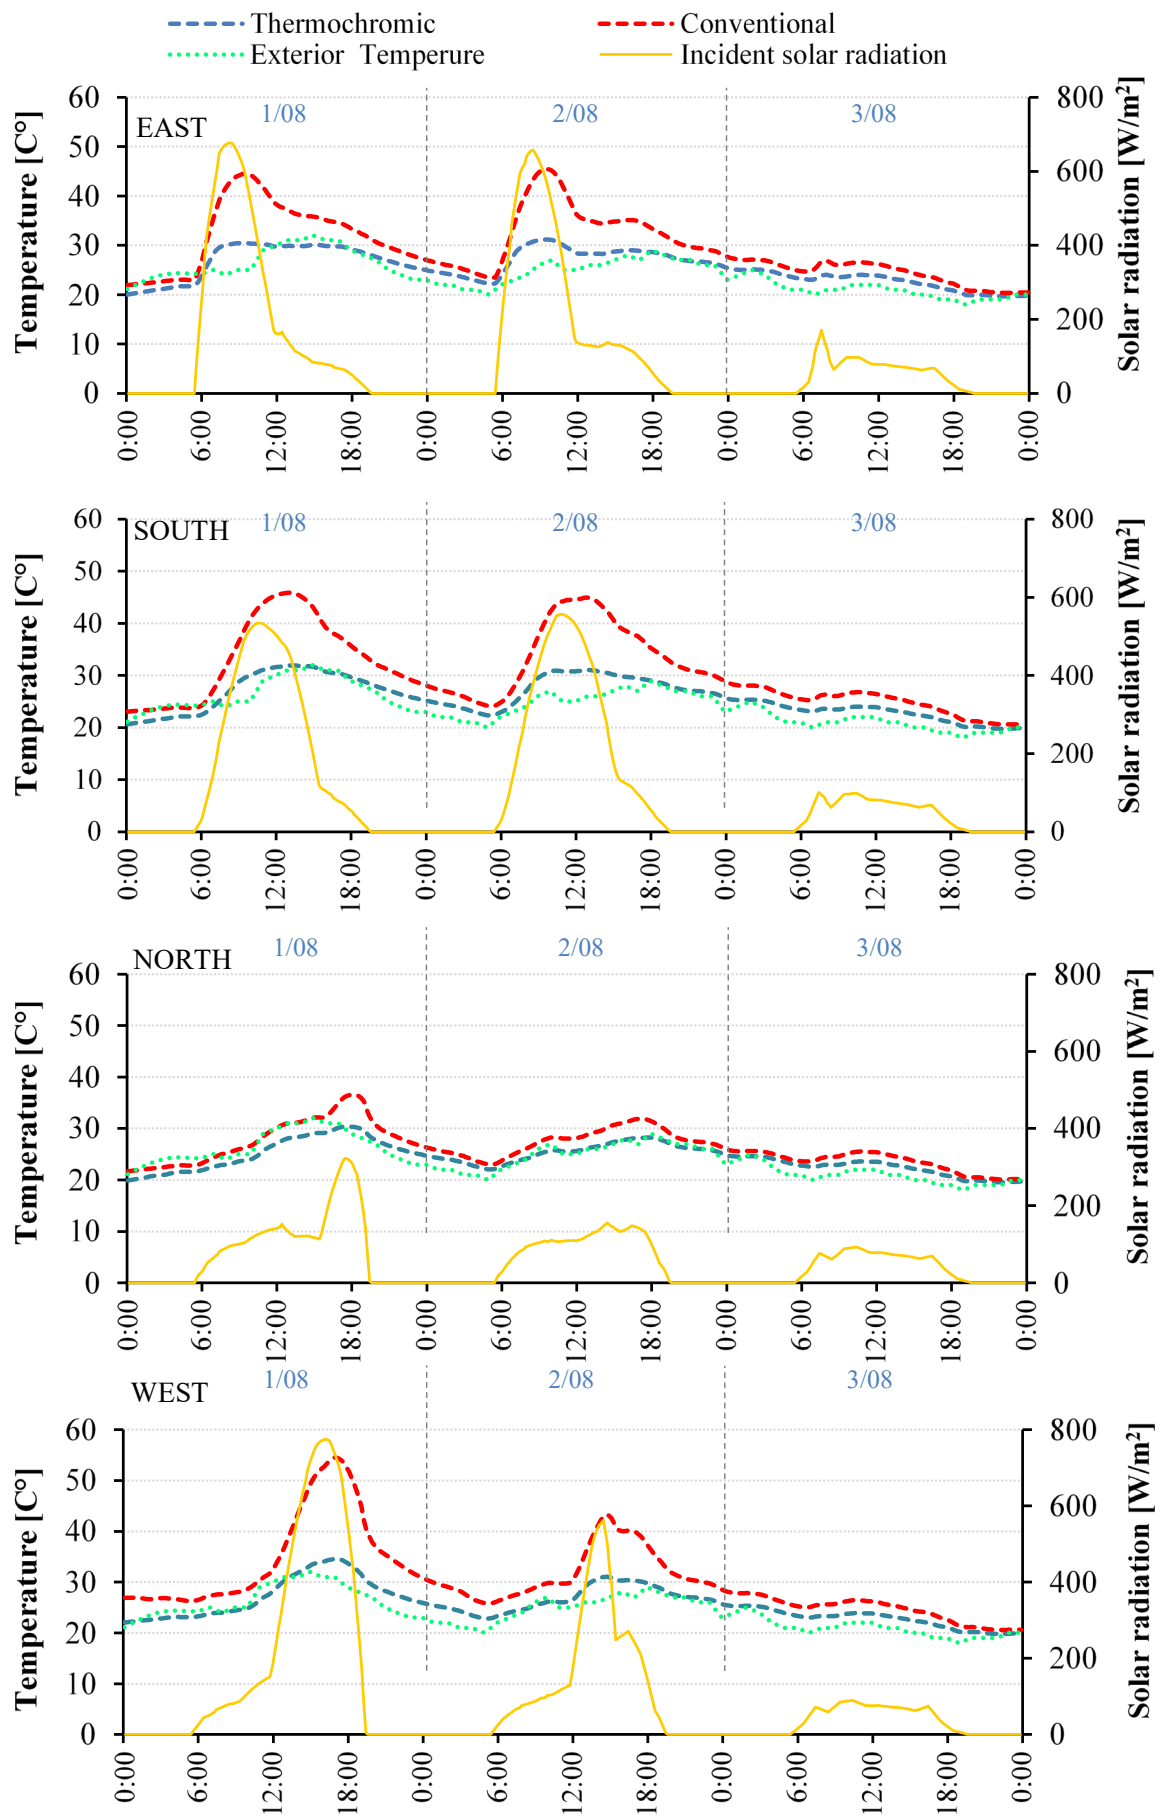 Thermochromic Conventional
Exterior Temperure Incident solar radiation
EAST 1/08 2/08 3/08
Temperature [C°]
60
50
40
30
20
10
0
Solar radiation [W/m²]
800
600
400
200
0
0:00 6:00 12:00 18:00 0:00 6:00 12:00 18:00 0:00 6:00 12:00 18:00 0:00
SOUTH 1/08 2/08 3/08
Temperature [C°]
60
50
40
30
20
10
0
Solar radiation [W/m²]
800
600
400
200
0
0:00 6:00 12:00 18:00 0:00 6:00 12:00 18:00 0:00 6:00 12:00 18:00 0:00
NORTH 1/08 2/08 3/08
Temperature [C°]
60
50
40
30
20
10
0
Solar radiation [W/m²]
800
600
400
200
0
0:00 6:00 12:00 18:00 0:00 6:00 12:00 18:00 0:00 6:00 12:00 18:00 0:00
WEST 1/08 2/08 3/08
Temperature [C°]
60
50
40
30
20
10
0
Solar radiation [W/m²]
800
600
400
200
0
0:00 6:00 12:00 18:00 0:00 6:00 12:00 18:00 0:00 6:00 12:00 18:00 0:00